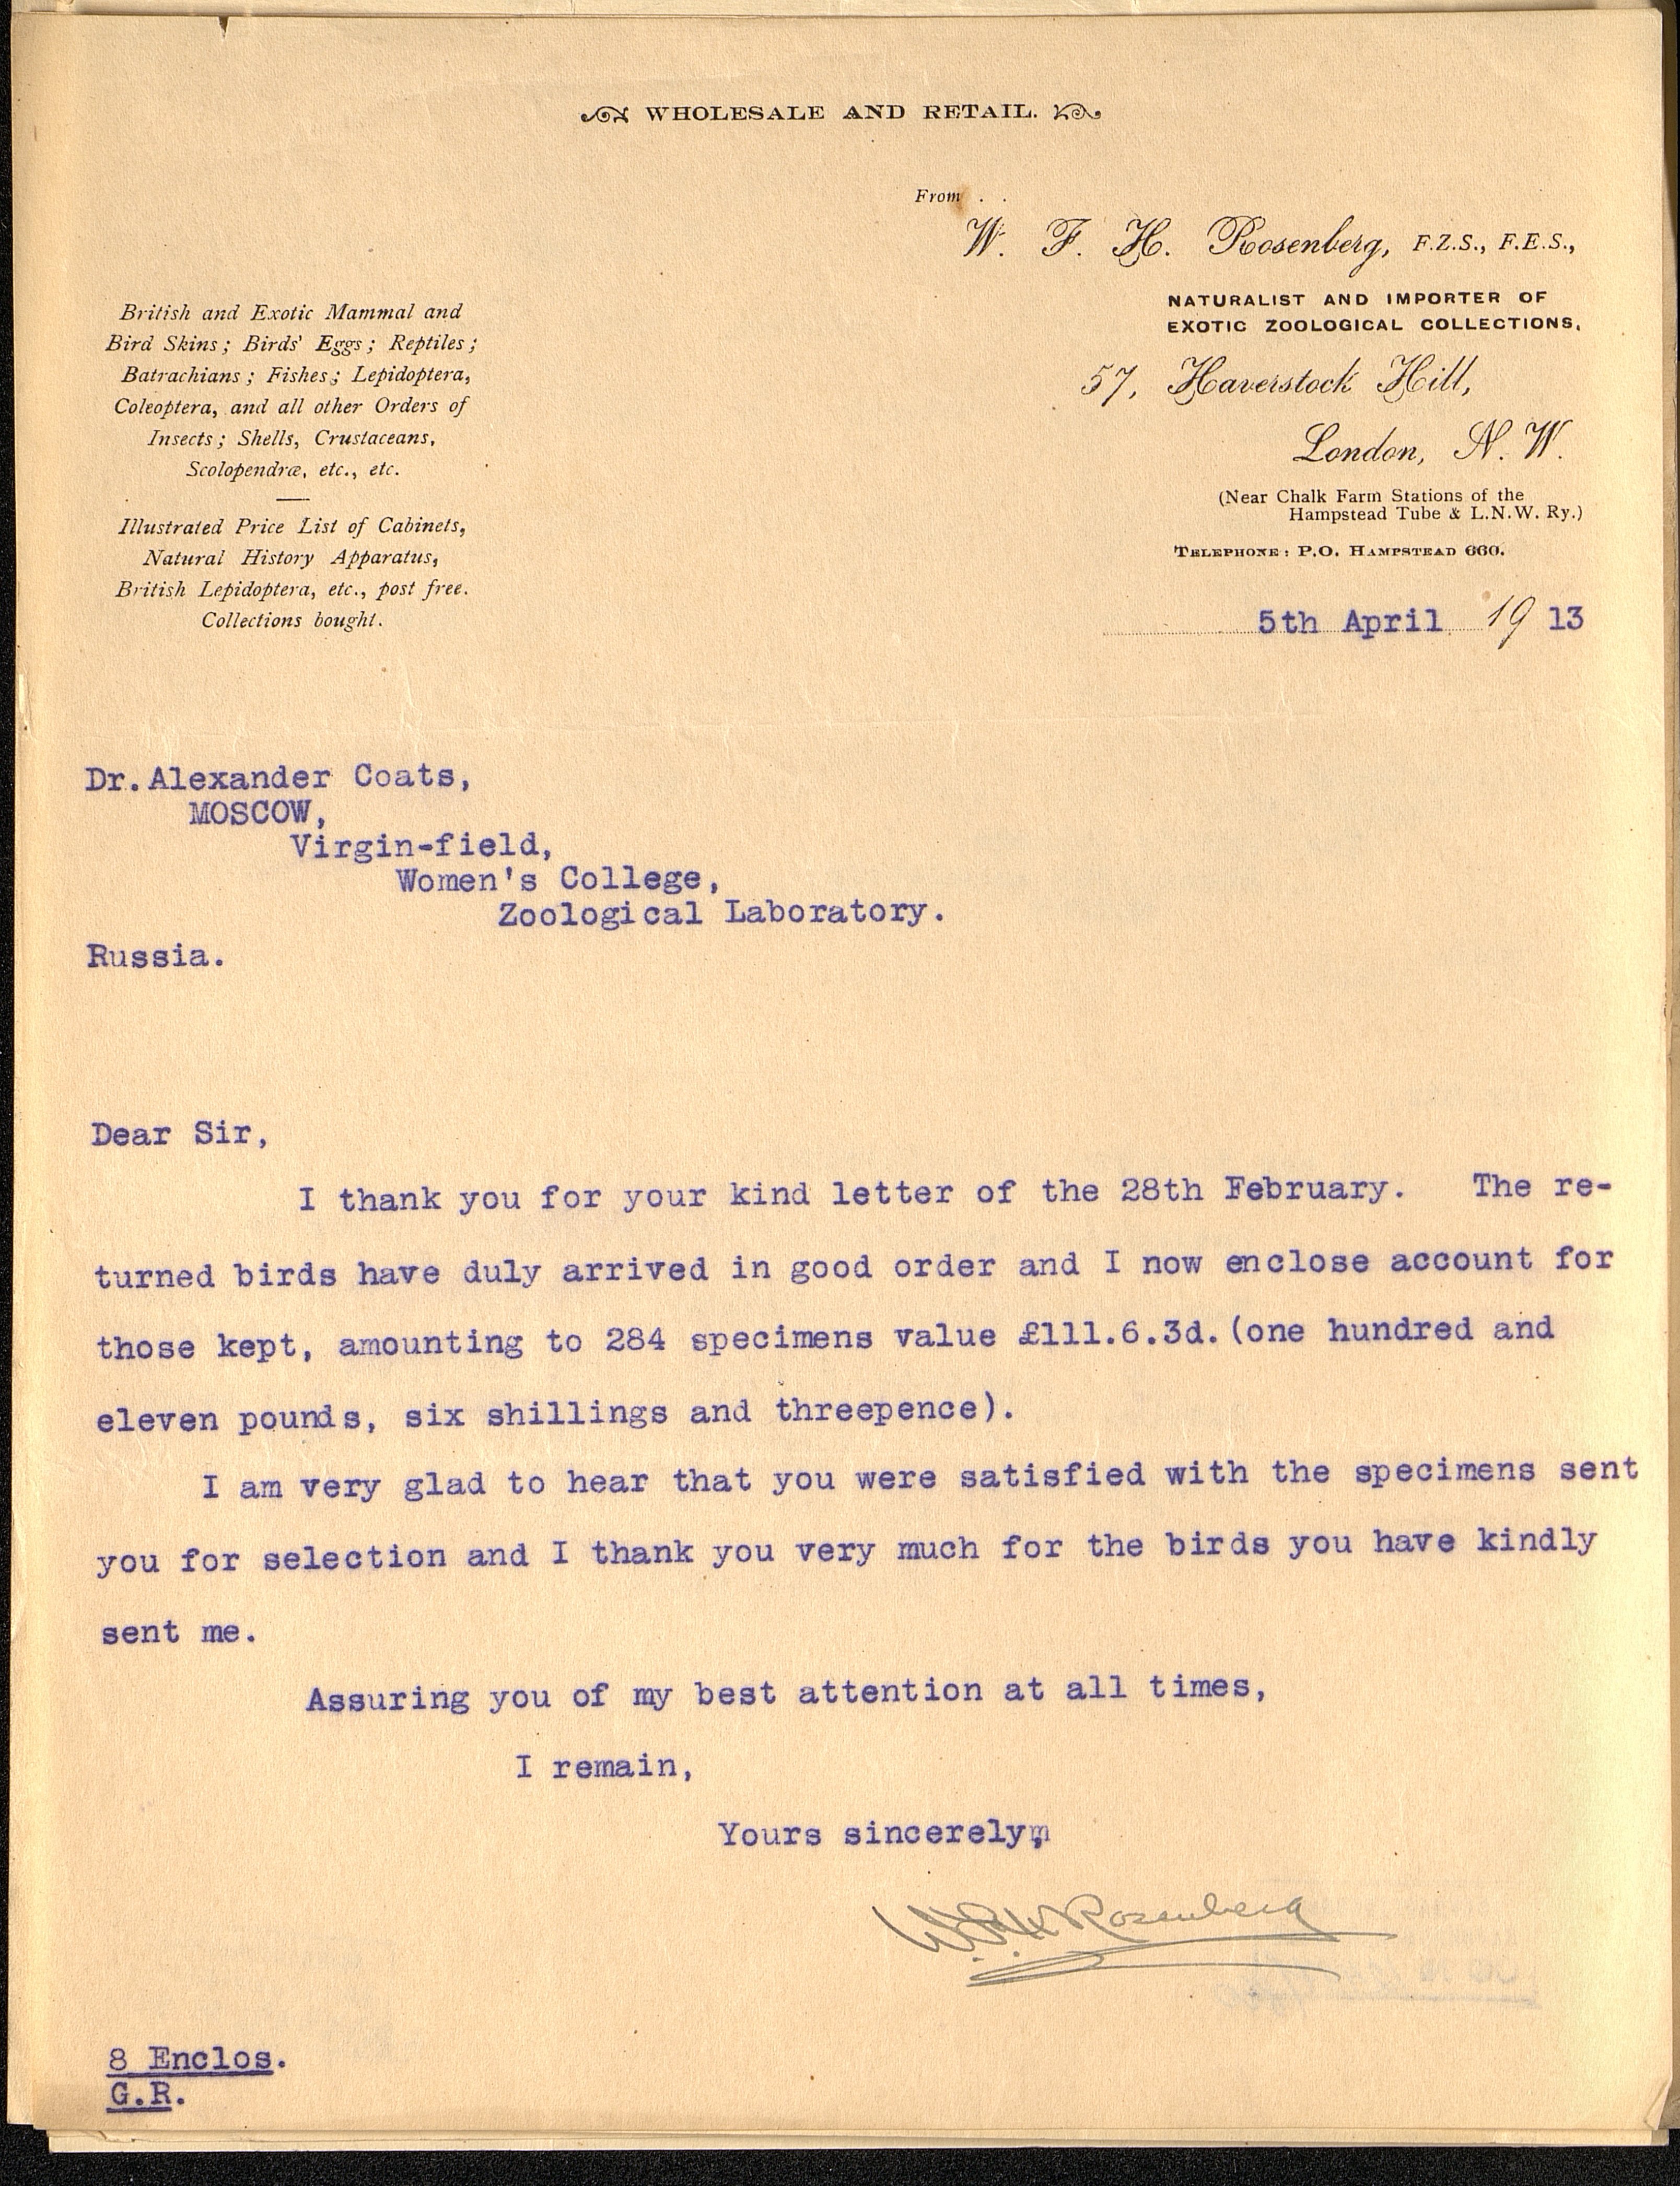 WHOLESALE AND RETAIL.
From . .
W. F. H. Rosenberg, F.Z.S., F.E.S.,
NATURALIST AND IMPORTER OF
EXOTIC ZOOLOGICAL COLLECTIONS,
57, Haverstock Hill,
London, N. W.
(Near Chalk Farm Stations of the
Hampstead Tube & L.N.W. Ry.)
TELEPHONE: P.O. HAMPSTEAD 660.
British and Exotic Mammal and
Bird Skins; Birds' Eggs; Reptiles;
Batrachians; Fishes; Lepidoptera,
Coleoptera, and all other Orders of
Insects; Shells, Crustaceans,
Scolopendræ, etc., etc.
Illustrated Price List of Cabinets,
Natural History Apparatus,
British Lepidoptera, etc., post free.
Collections bought.
5th April 19 13
Dr. Alexander Coats,
MOSCOW,
Virgin-field,
Women's College,
Zoological Laboratory.
Russia.
Dear Sir,
I thank you for your kind letter of the 28th February. The re-
turned birds have duly arrived in good order and I now enclose account for
those kept, amounting to 284 specimens value £111.6.3d. (one hundred and
eleven pounds, six shillings and threepence).
I am very glad to hear that you were satisfied with the specimens sent
you for selection and I thank you very much for the birds you have kindly
sent me.
Assuring you of my best attention at all times,
I remain,
Yours sincerely,
W.F.H. Rosenberg
8 Enclos.
G.R.